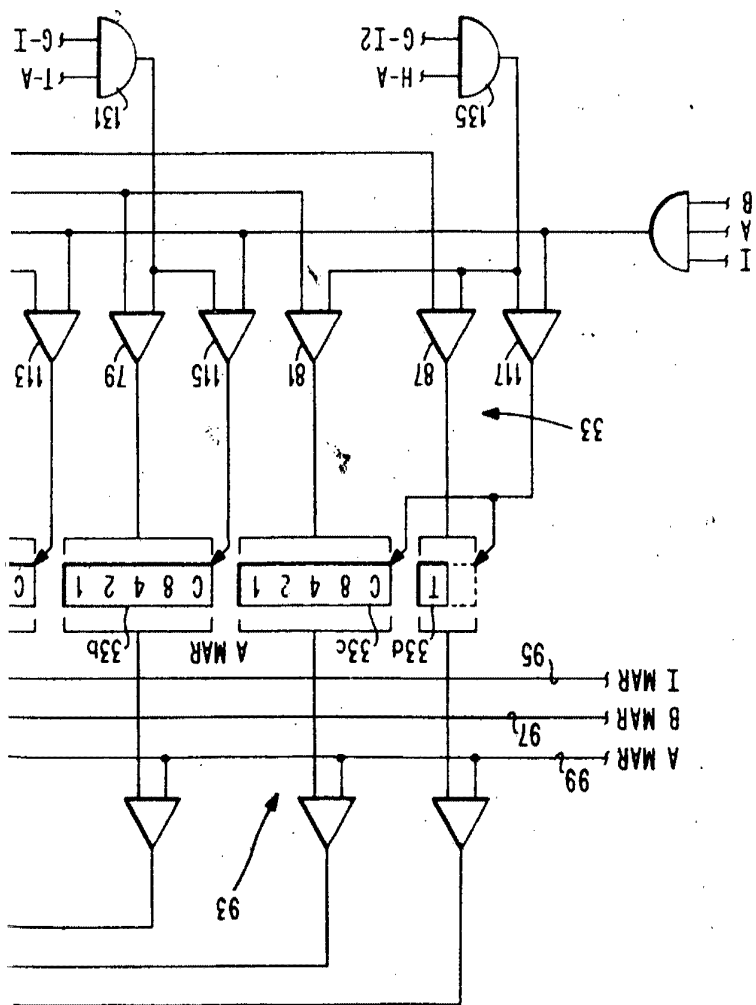 93
A MAR 99
B MAR 97
I MAR 95
33d 33c A MAR 33b
T C 8 4 2 1 C 8 4 2 1 C
33
117 87 81 115 79 113
I
A
B
135 131
H-A T-A
G-I2 G-I